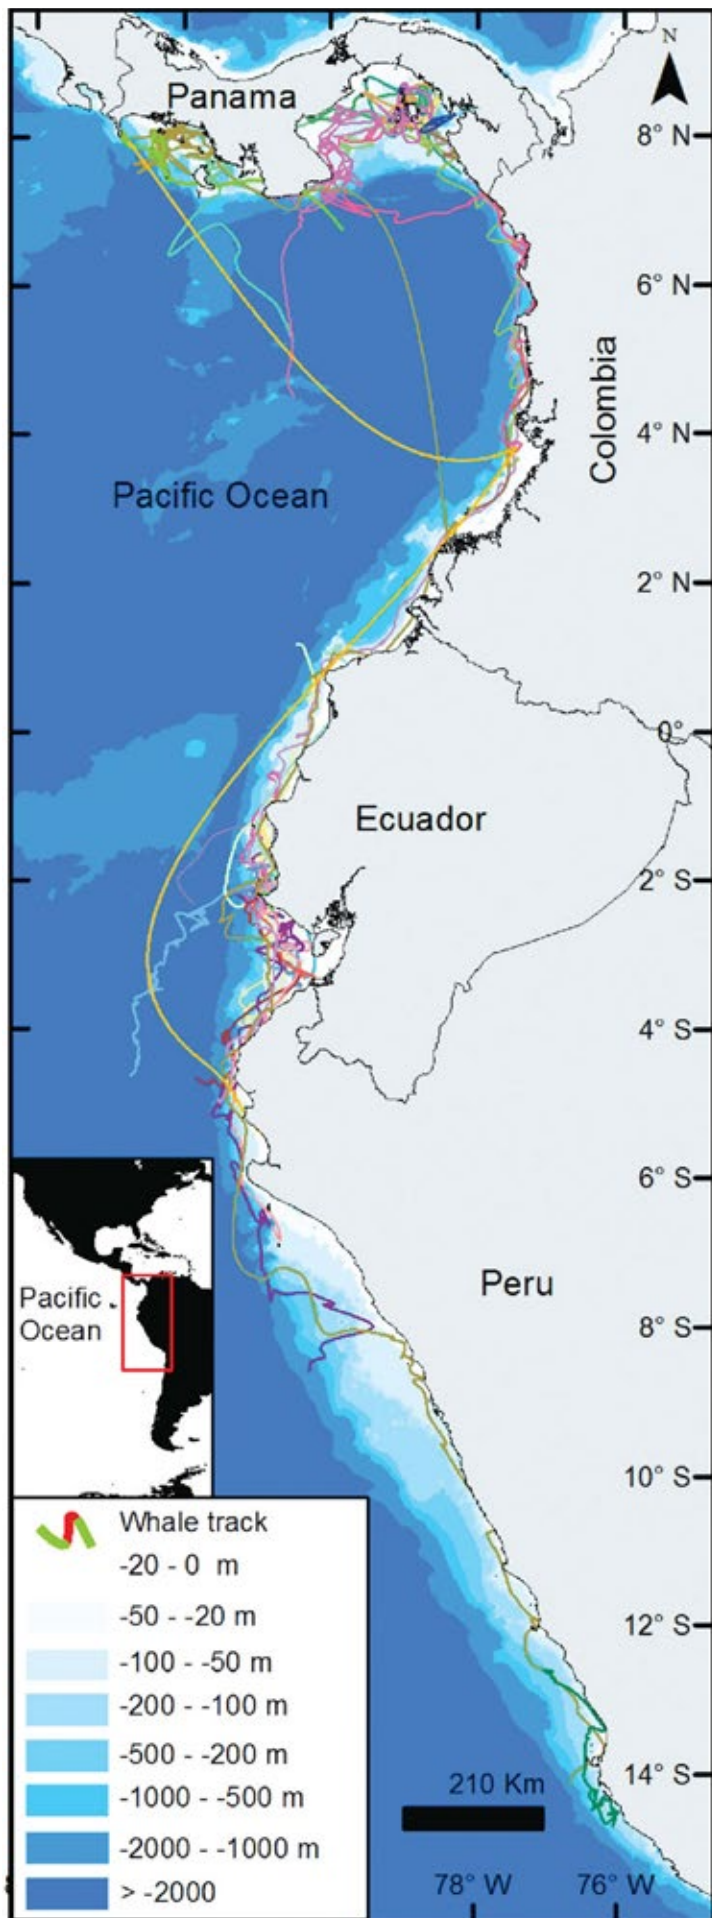 N
Panama
8° N
6° N
Colombia
4° N
Pacific Ocean
2° N
0°
Ecuador
2° S
4° S
6° S
Pacific
Ocean
Peru
8° S
10° S
Whale track
-20 - 0 m
-50 - -20 m
-100 - -50 m
-200 - -100 m
-500 - -200 m
-1000 - -500 m
-2000 - -1000 m
> -2000
12° S
14° S
210 Km
78° W
76° W